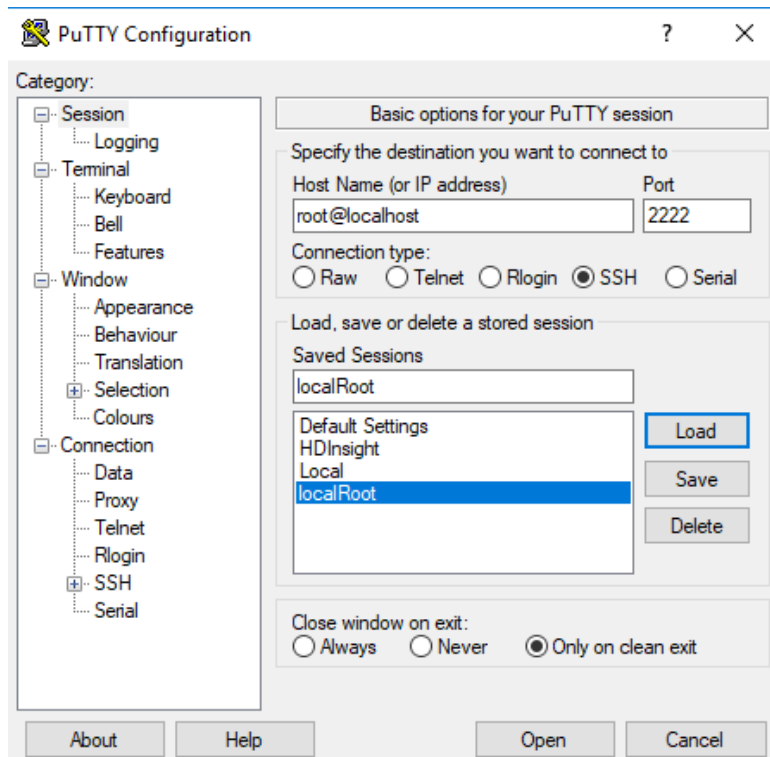 PuTTY Configuration
?
Category:
Session
Logging
Terminal
Keyboard
Bell
Features
Window
Appearance
Behaviour
Translation
Selection
Colours
Connection
Data
Proxy
Telnet
Rlogin
SSH
Serial
Basic options for your PuTTY session
Specify the destination you want to connect to
Host Name (or IP address) Port
root@localhost 2222
Connection type:
Raw Telnet Rlogin SSH Serial
Load, save or delete a stored session
Saved Sessions
localRoot
Default Settings
HDInsight
Local
localRoot
Load
Save
Delete
Close window on exit:
Always Never Only on clean exit
About Help Open Cancel